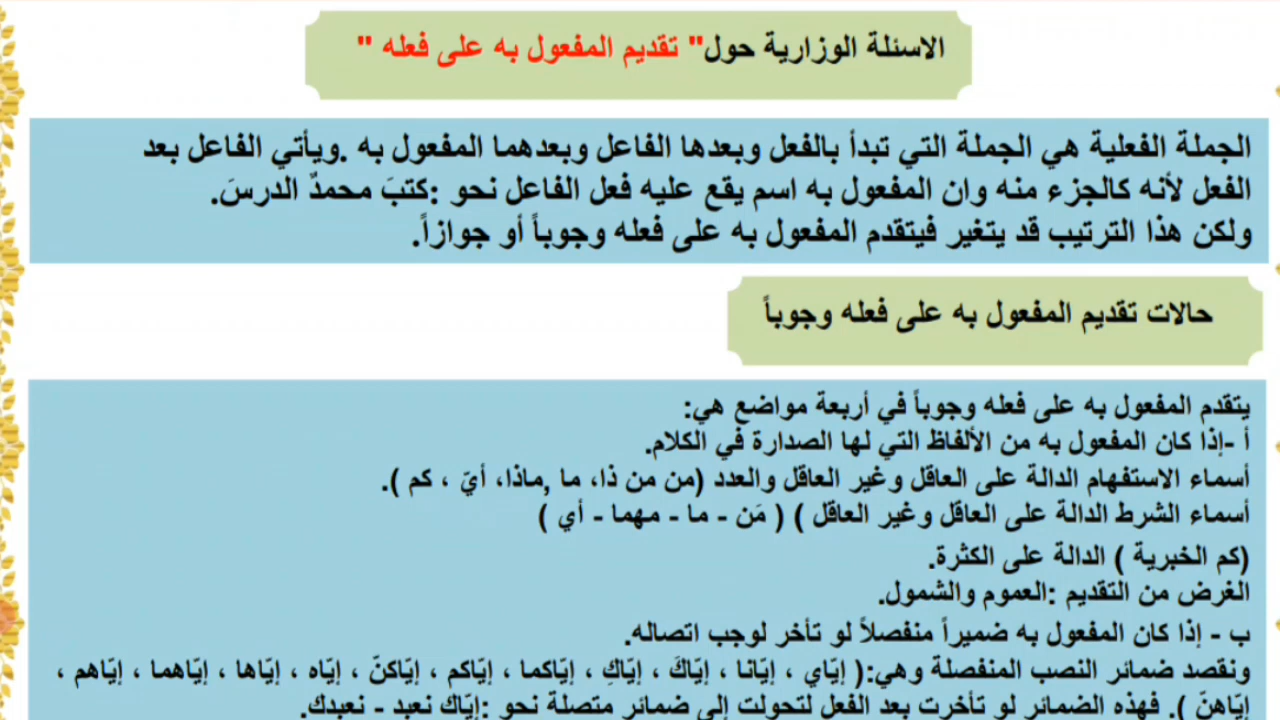 الاسئلة الوزارية حول" تقديم المفعول به على فعله "
الجملة الفعلية هي الجملة التي تبدأ بالفعل وبعدها الفاعل وبعدهما المفعول به .ويأتي الفاعل بعد
الفعل لأنه كالجزء منه وان المفعول به اسم يقع عليه فعل الفاعل نحو :كتبَ محمدٌ الدرسَ.
ولكن هذا الترتيب قد يتغير فيتقدم المفعول به على فعله وجوباً أو جوازاً.
حالات تقديم المفعول به على فعله وجوباً
يتقدم المفعول به على فعله وجوباً في أربعة مواضع هي:
أ -إذا كان المفعول به من الألفاظ التي لها الصدارة في الكلام.
أسماء الاستفهام الدالة على العاقل وغير العاقل والعدد (من من ذا، ما ,ماذا، أيّ ، كم ).
أسماء الشرط الدالة على العاقل وغير العاقل ) ( مَن - ما - مهما - أي )
(كم الخبرية ) الدالة على الكثرة.
الغرض من التقديم :العموم والشمول.
ب - إذا كان المفعول به ضميراً منفصلاً لو تأخر لوجب اتصاله.
ونقصد ضمائر النصب المنفصلة وهي:( إيّاي ، إيّانا ، إيّاكَ ، إيّاكِ ، إيّاكما ، إيّاكم ، إيّاكنّ ، إيّاه ، إيّاها ، إيّاهما ، إيّاهم ،
إيّاهنّ ). فهذه الضمائر لو تأخرت بعد الفعل لتحولت إلى ضمائر متصلة نحو :إيّاك نعبد - نعبدك.